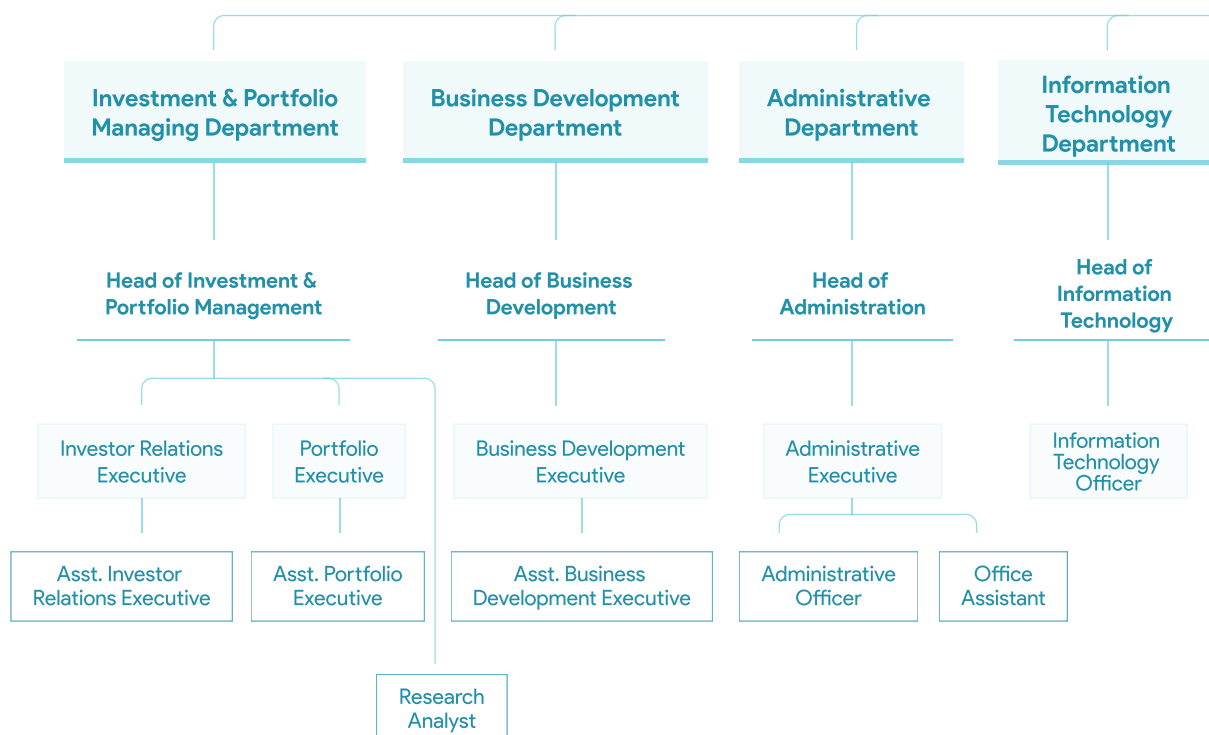 Investment & Portfolio
Managing Department
Business Development
Department
Administrative
Department
Information
Technology
Department
Head of Investment &
Portfolio Management
Head of Business
Development
Head of
Administration
Head of
Information
Technology
Investor Relations
Executive
Portfolio
Executive
Business Development
Executive
Administrative
Executive
Information
Technology
Officer
Asst. Investor
Relations Executive
Asst. Portfolio
Executive
Asst. Business
Development Executive
Administrative
Officer
Office
Assistant
Research
Analyst